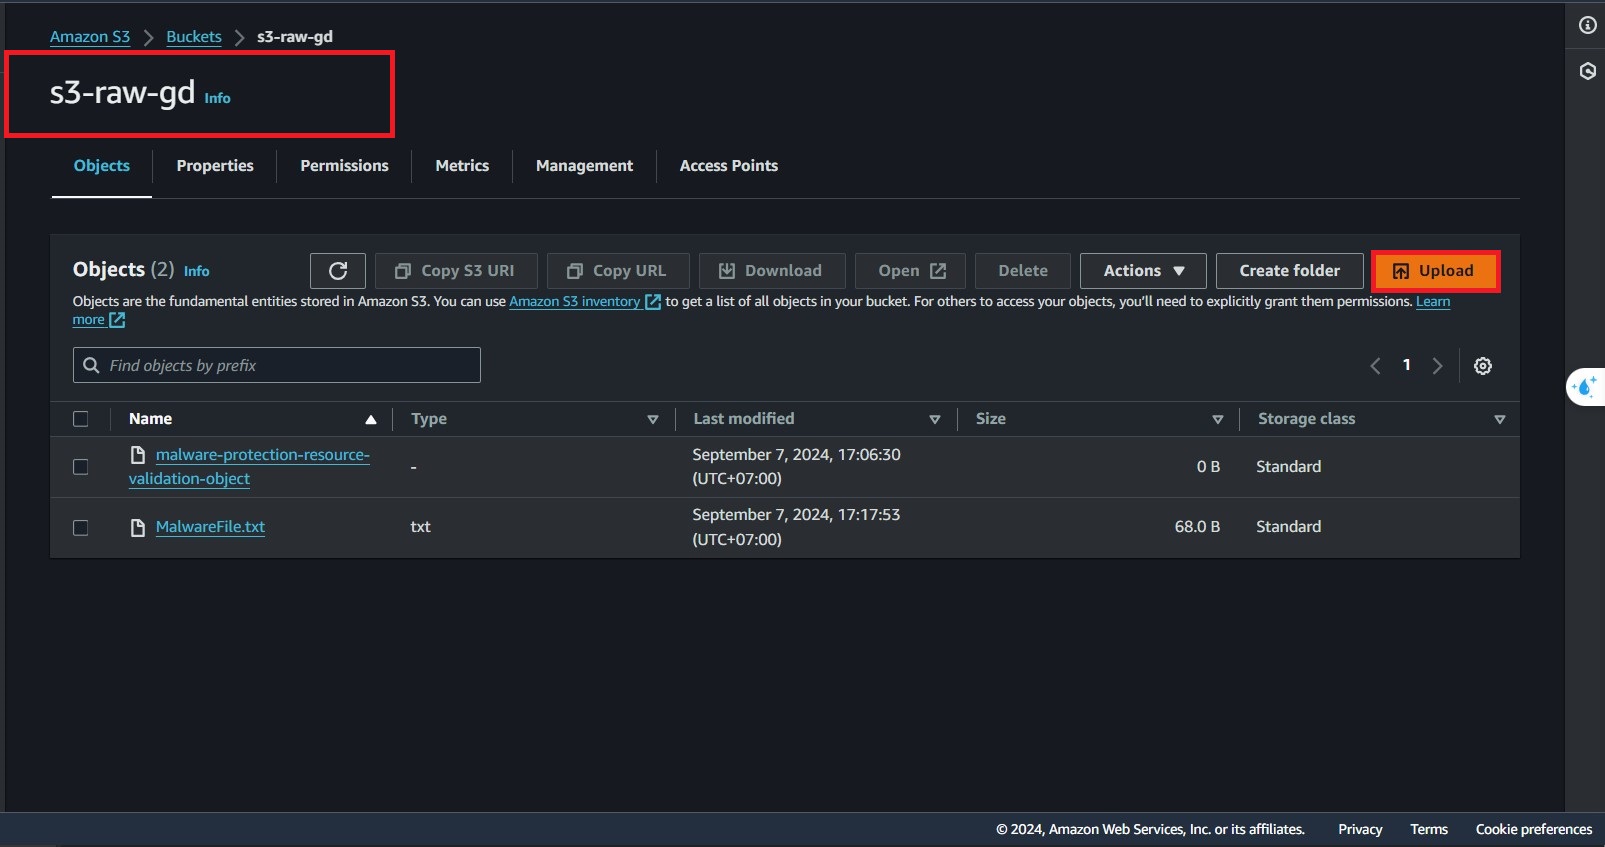 Amazon S3 Buckets s3-raw-gd
s3-raw-gd Info
Objects Properties Permissions Metrics Management Access Points
Objects (2) Info Copy S3 URI Copy URL Download Open Delete Actions Create folder Upload
Objects are the fundamental entities stored in Amazon S3. You can use Amazon S3 inventory to get a list of all objects in your bucket. For others to access your objects, you'll need to explicitly grant them permissions. Learn
more
Find objects by prefix 1
Name Type Last modified Size Storage class
malware-protection-resource-
validation-object
-
September 7, 2024, 17:06:30
(UTC+07:00)
0 B
Standard
MalwareFile.txt
txt
September 7, 2024, 17:17:53
(UTC+07:00)
68.0 B
Standard
© 2024, Amazon Web Services, Inc. or its affiliates. Privacy Terms Cookie preferences